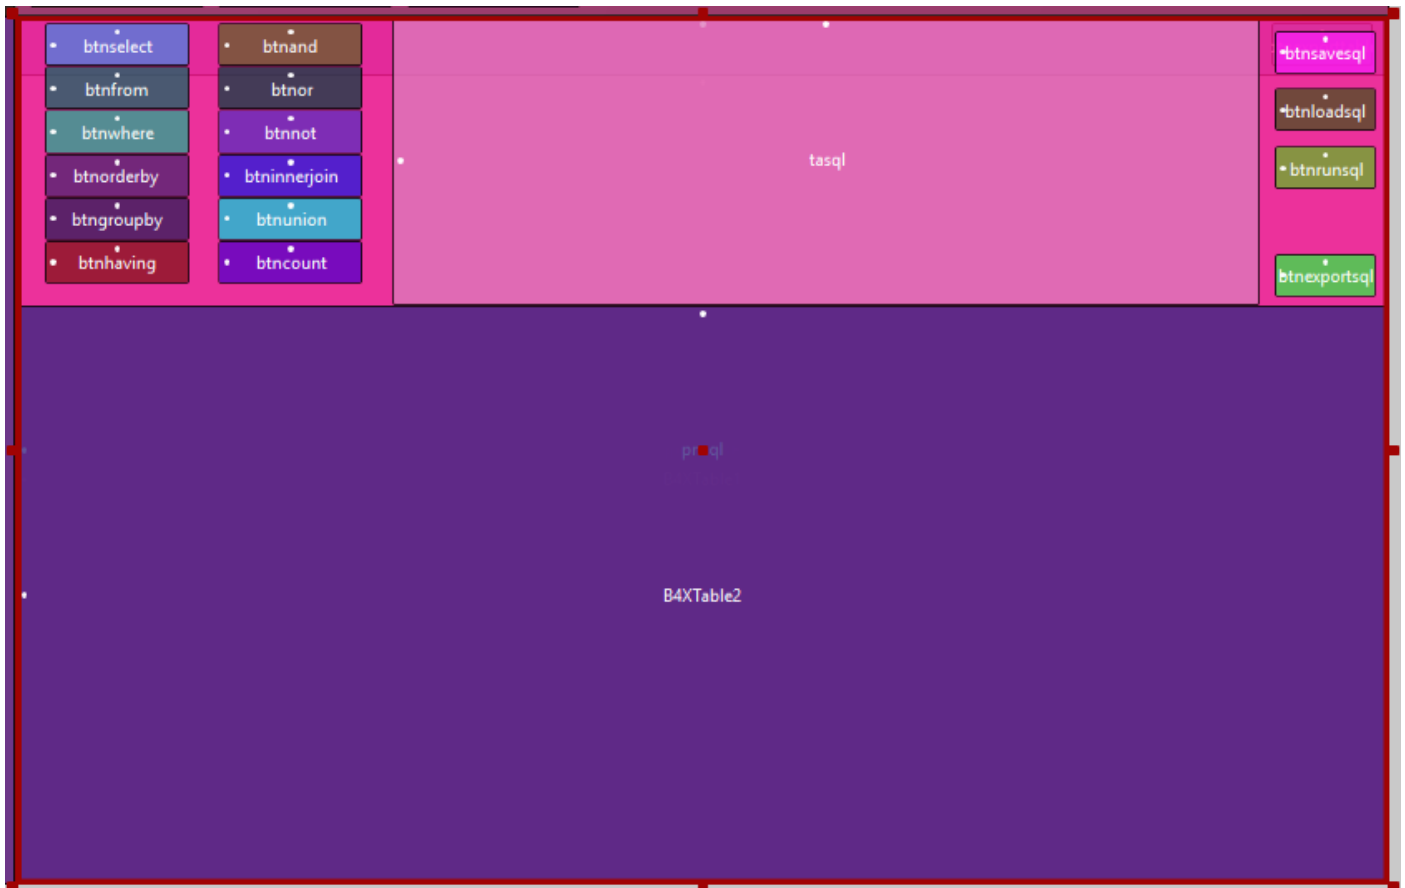 btnselect
btnand
btnsavesql
btnfrom
btnor
btnloadsql
btnwhere
btnnot
tasql
btnorderby
btninnerjoin
btnrunsql
btngroupby
btnunion
btnhaving
btncount
btnexportsql
B4XTable2